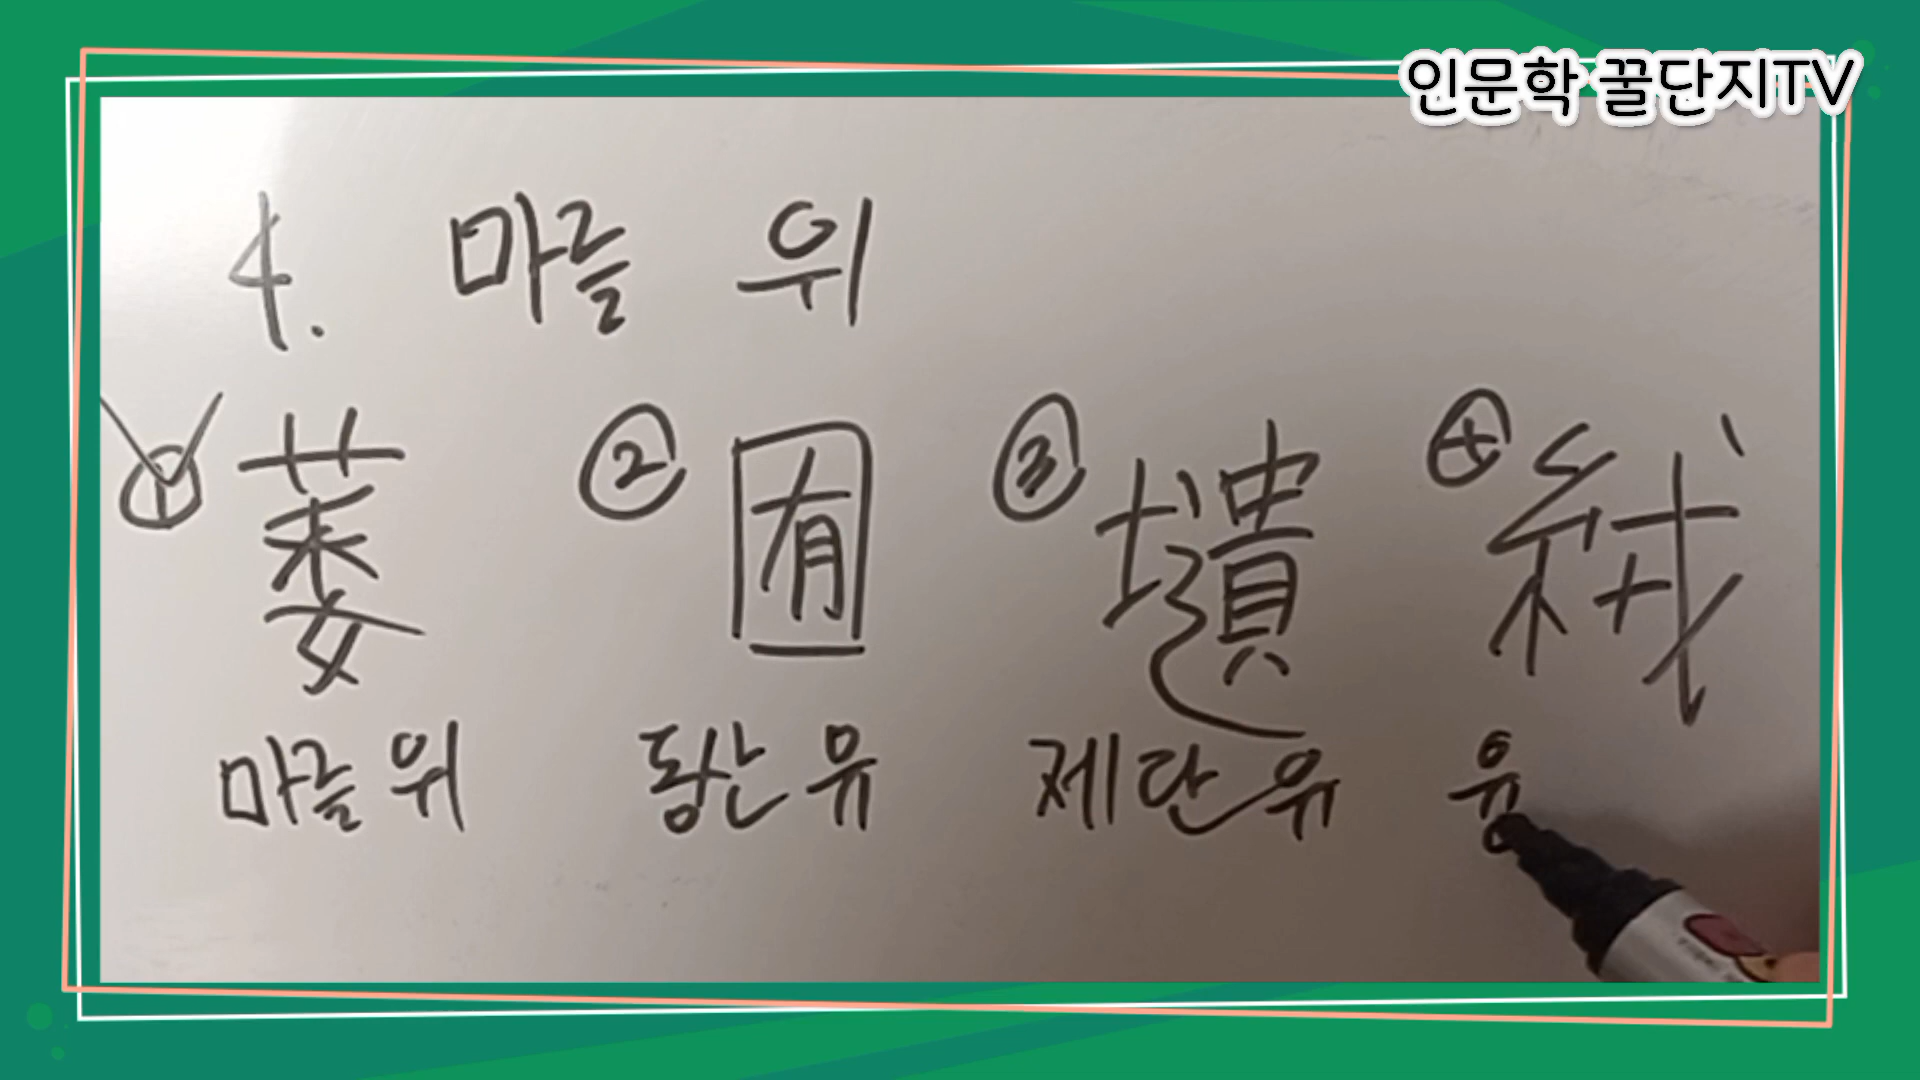 인문학 꿀단지TV
4. 마를 위
① 萎 ② 囿 ③ 壝 ④ 絨
마를 위 동산 유 제단 유 융